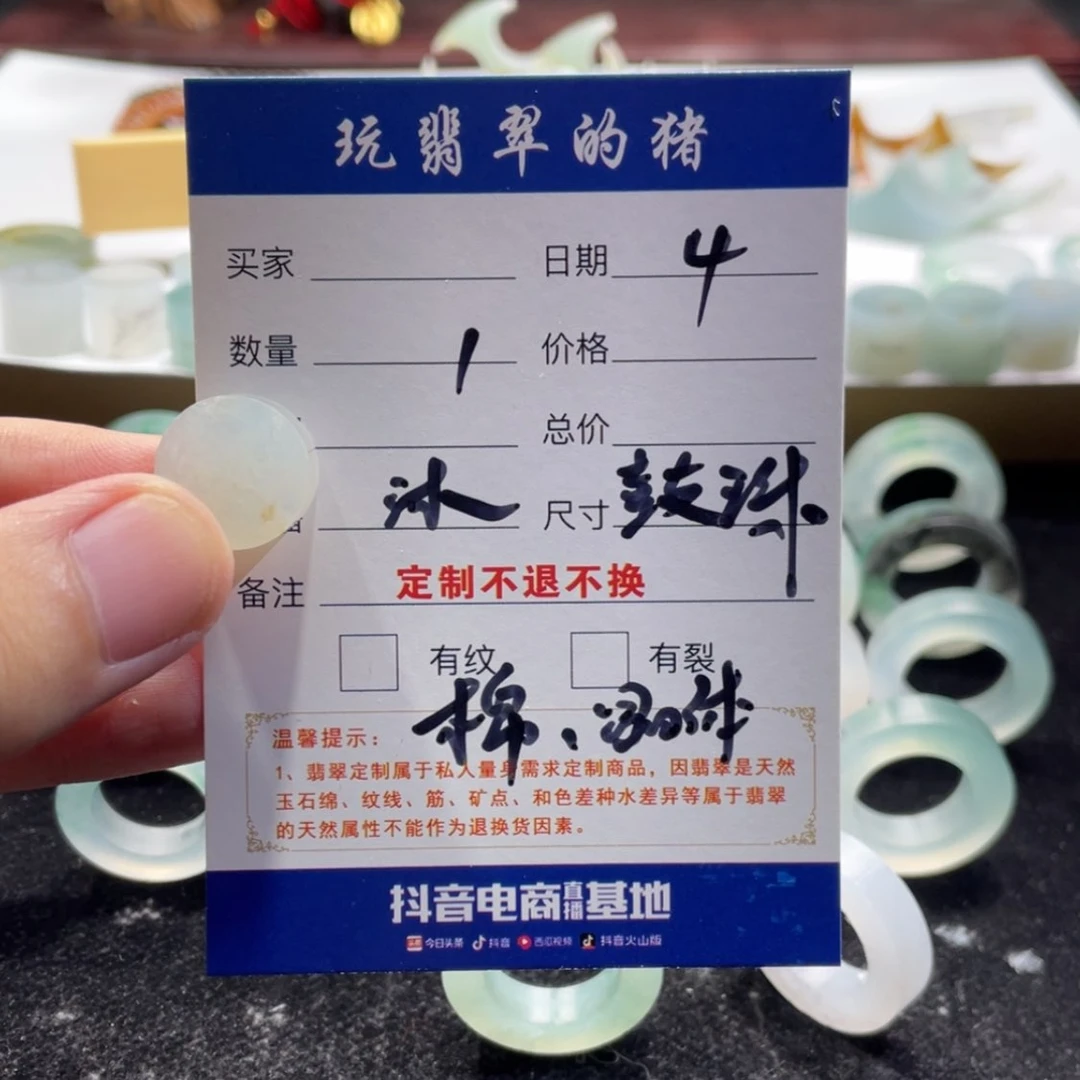 玩翡翠的猪
买家 日期 4
数量 1 价格
总价
冰 尺寸 鼓珠
备注 定制不退不换
有纹 有裂
棉、
温馨提示：
1、翡翠定制属于私人量身需求定制商品，因翡翠是天然
玉石绵、纹线、筋、矿点、和色差种水差异等属于翡翠
的天然属性不能作为退换货因素。
抖音电商直播基地
头条 今日头条 抖音 西瓜视频 抖音火山版